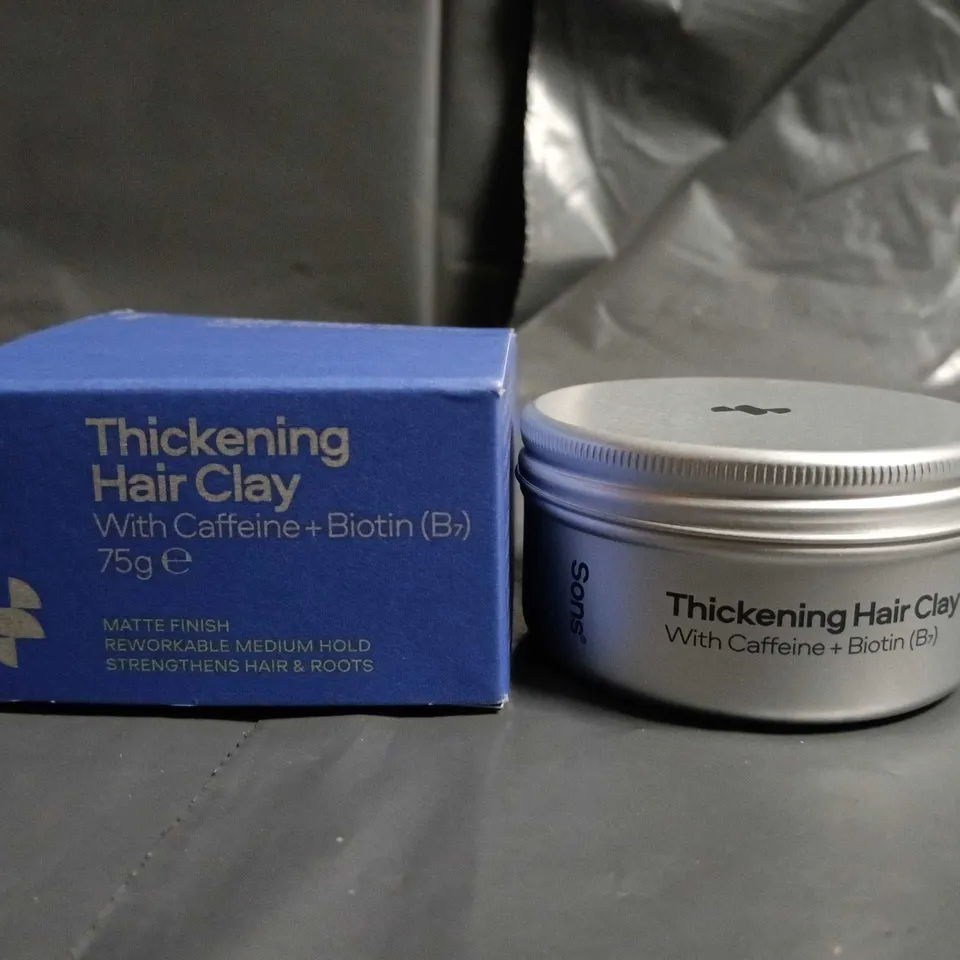 Thickening
Hair Clay
With Caffeine + Biotin (B₇)
75g ℮
MATTE FINISH
REWORKABLE MEDIUM HOLD
STRENGTHENS HAIR & ROOTS
Sons®
Thickening Hair Clay
With Caffeine + Biotin (B₇)